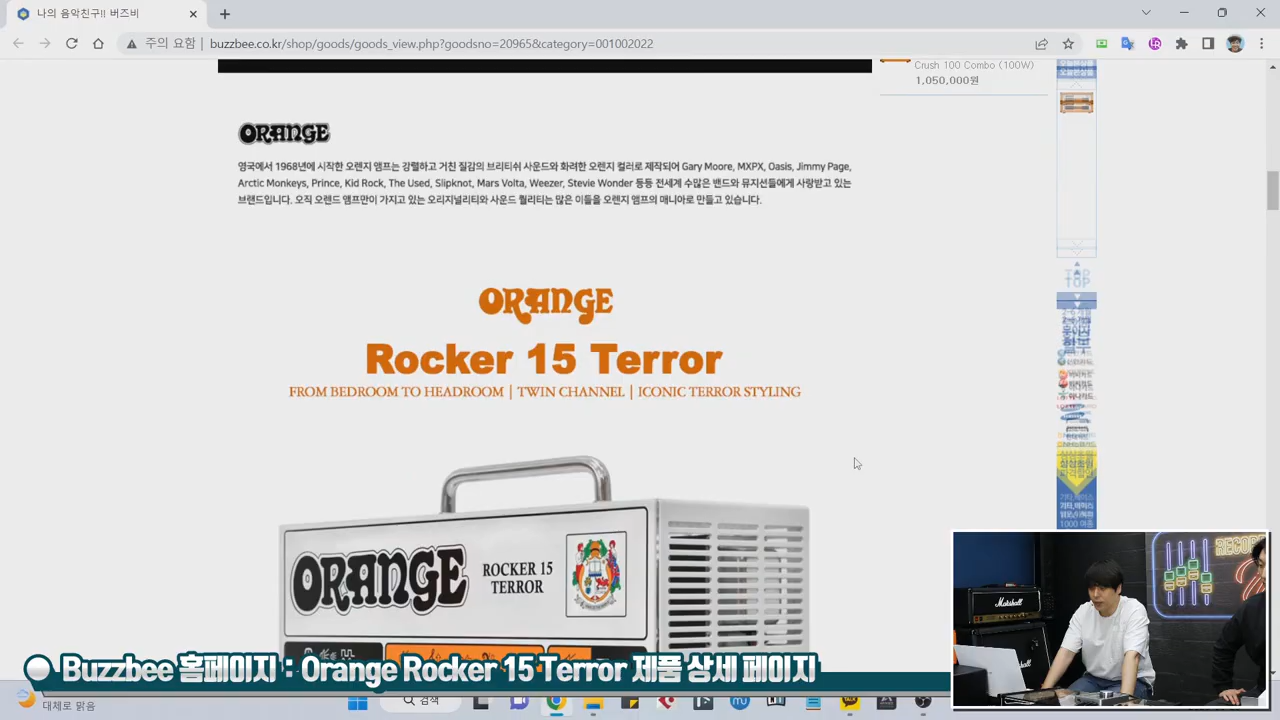 나의 음악친구!! 버즈비
주의 요함
buzzbee.co.kr/shop/goods/goods_view.php?goodsno=20965&category=001002022
Crush 100 Combo (100W)
1,050,000원
ORANGE
영국에서 1968년에 시작한 오렌지 앰프는 강렬하고 거친 질감의 브리티쉬 사운드와 화려한 오렌지 컬러로 제작되어 Gary Moore, MXPX, Oasis, Jimmy Page,
Arctic Monkeys, Prince, Kid Rock, The Used, Slipknot, Mars Volta, Weezer, Stevie Wonder 등등 전세계 수많은 밴드와 뮤지션들에게 사랑받고 있는
브랜드입니다. 오직 오렌드 앰프만이 가지고 있는 오리지널리티와 사운드 퀄리티는 많은 이들을 오렌지 앰프의 매니아로 만들고 있습니다.
ORANGE
Rocker 15 Terror
FROM BEDROOM TO HEADROOM | TWIN CHANNEL | ICONIC TERROR STYLING
ORANGE
ROCKER 15
TERROR
TOP
1000
Marshall
RECORD
Buzzbee 홈페이지 : Orange Rocker 15 Terror 제품 상세 페이지
대체로 맑음
검색